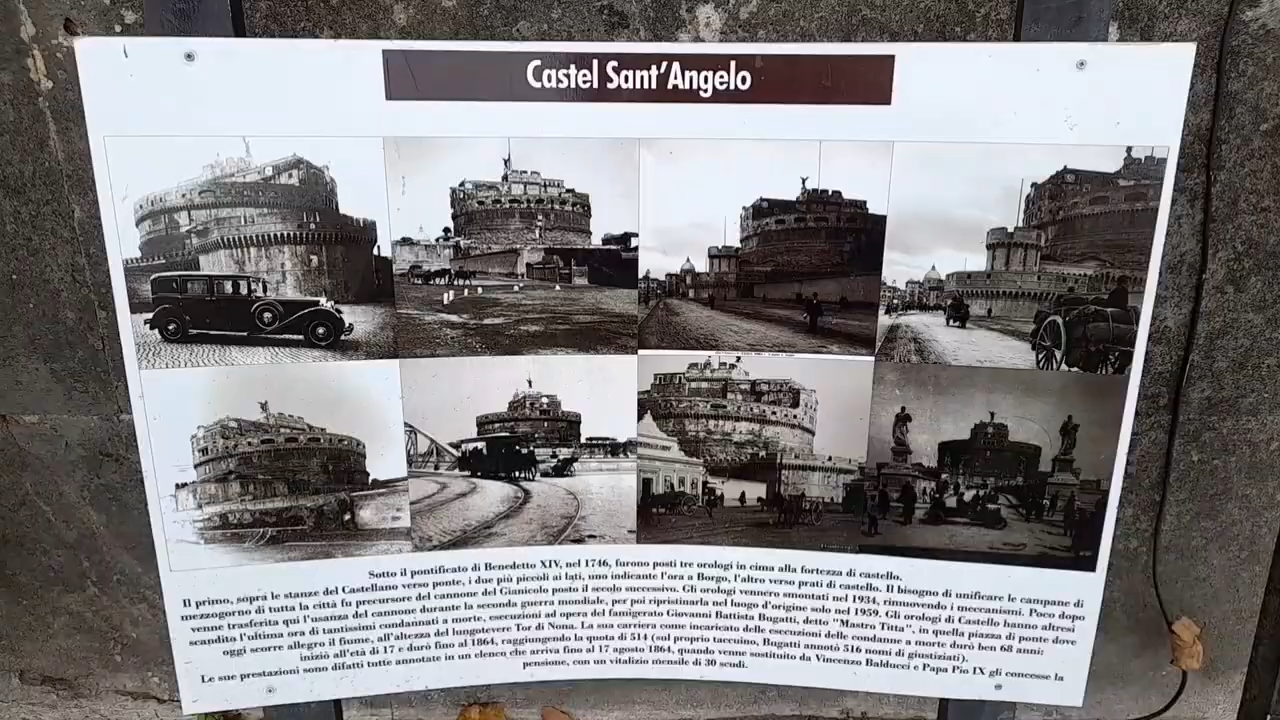 Castel Sant'Angelo
Sotto il pontificato di Benedetto XIV, nel 1746, furono posti tre orologi in cima alla fortezza di castello.
Il primo, sopra le stanze del Castellano verso ponte, i due più piccoli ai lati, uno indicante l'ora a Borgo, l'altro verso prati di castello. Il bisogno di unificare le campane di
mezzogorno di tutta la città fu precursore del cannone del Gianicolo posto il secolo successivo. Gli orologi vennero smontati nel 1934, rimuovendo i meccanismi. Poco dopo
venne trasferita qui l'usanza del cannone durante la seconda guerra mondiale, per poi ripristinarla nel luogo d'origine solo nel 1959. Gli orologi di Castello hanno altresì
scandito l'ultima ora di tantissimi condannati a morte, esecuzioni ad opera del famigerato Giovanni Battista Bugatti, detto "Mastro Titta", in quella piazza di ponte dove
oggi scorre allegro il fiume, all'altezza del lungotevere Tor di Nona. La sua carriera come incaricato delle esecuzioni delle condanne a morte durò ben 68 anni:
iniziò all'età di 17 e durò fino al 1864, raggiungendo la quota di 514 (sul proprio taccuino, Bugatti annotò 516 nomi di giustiziati).
Le sue prestazioni sono difatti tutte annotate in un elenco che arriva fino al 17 agosto 1864, quando venne sostituito da Vincenzo Balducci e Papa Pio IX gli concesse la
pensione, con un vitalizio mensile di 30 scudi.